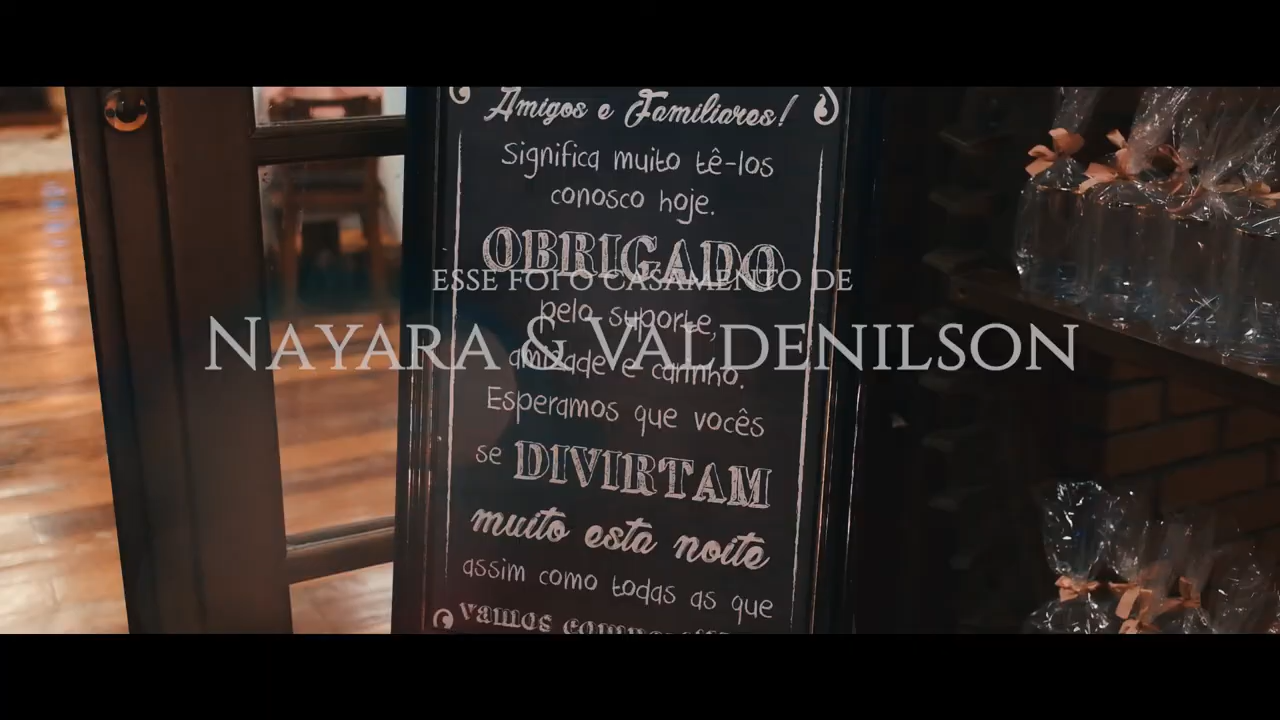 Amigos e Familiares!
Significa muito tê-los
conosco hoje.
OBRIGADO
ESSE FOI O CASAMENTO DE
pelo suporte,
NAYARA & VALDENILSON
amizade e carinho.
Esperamos que vocês
se DIVIRTAM
muito esta noite
assim como todas as que
vamos